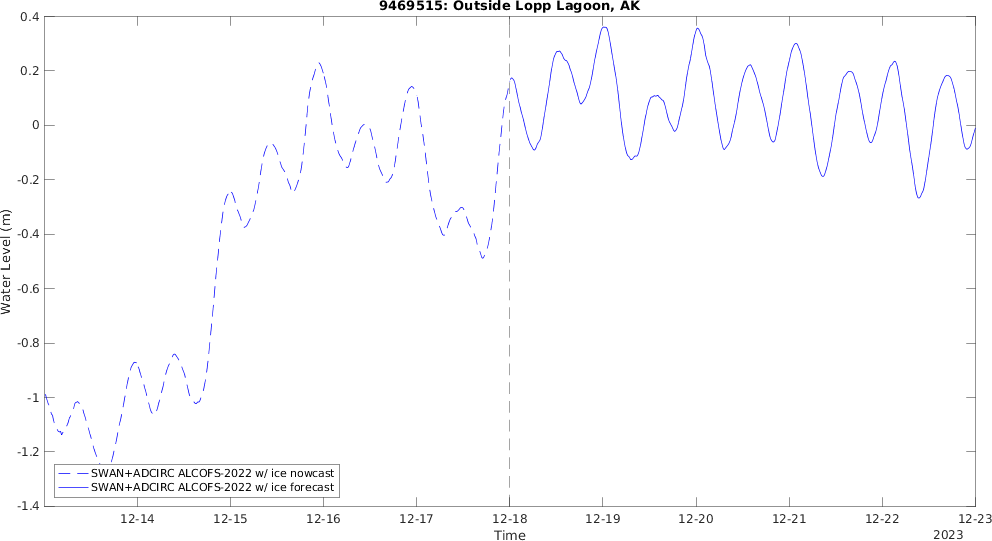 9469515: Outside Lopp Lagoon, AK
0.4
0.2
0
-0.2
-0.4
-0.6
-0.8
-1
-1.2
-1.4
Water Level (m)
SWAN+ADCIRC ALCOFS-2022 w/ ice nowcast
SWAN+ADCIRC ALCOFS-2022 w/ ice forecast
12-14 12-15 12-16 12-17 12-18 12-19 12-20 12-21 12-22 12-23
Time
2023